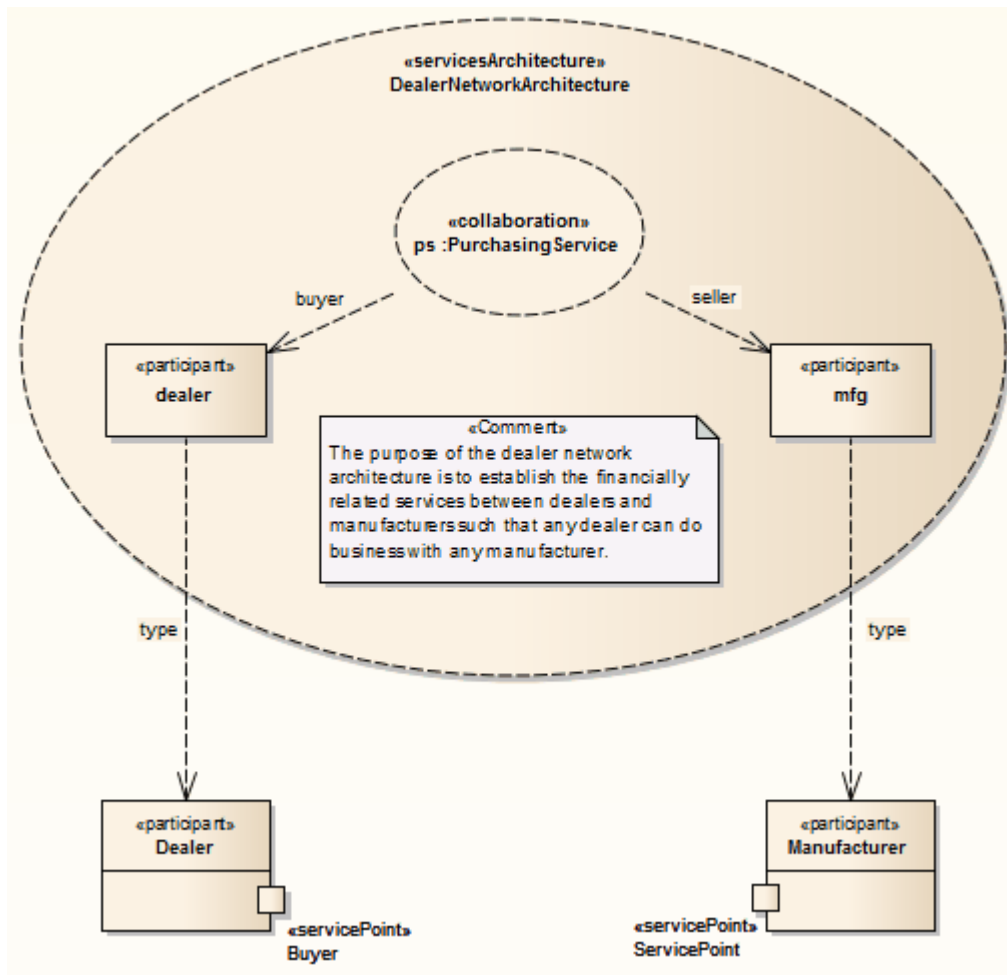 «servicesArchitecture»
DealerNetworkArchitecture
«collaboration»
ps :PurchasingService
buyer
seller
«participant»
dealer
«participant»
mfg
«Comment»
The purpose of the dealer network
architecture is to establish the financially
related services between dealers and
manufacturers such that any dealer can do
business with any manufacturer.
type
type
«participant»
Dealer
«participant»
Manufacturer
«servicePoint»
Buyer
«servicePoint»
ServicePoint